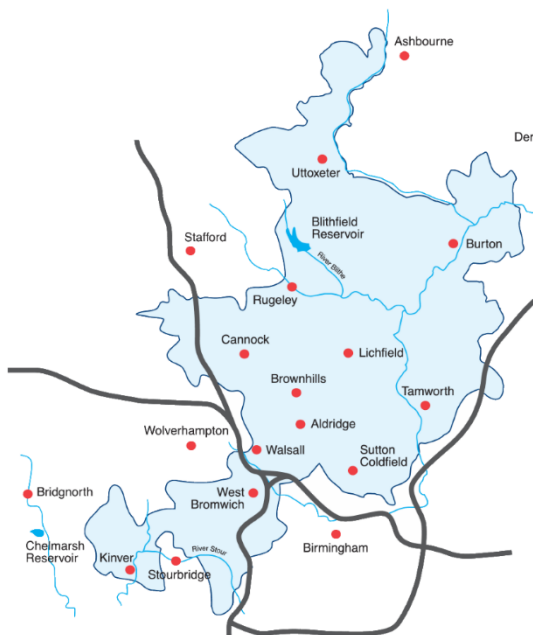 Ashbourne
Der
Uttoxeter
Blithfield
Reservoir
Stafford
Burton
River Blithe
Rugeley
Cannock
Lichfield
Brownhills
Tamworth
Aldridge
Wolverhampton
Walsall
Sutton
Coldfield
Bridgnorth
West
Bromwich
Chelmarsh
Reservoir
Birmingham
River Stour
Kinver
Stourbridge